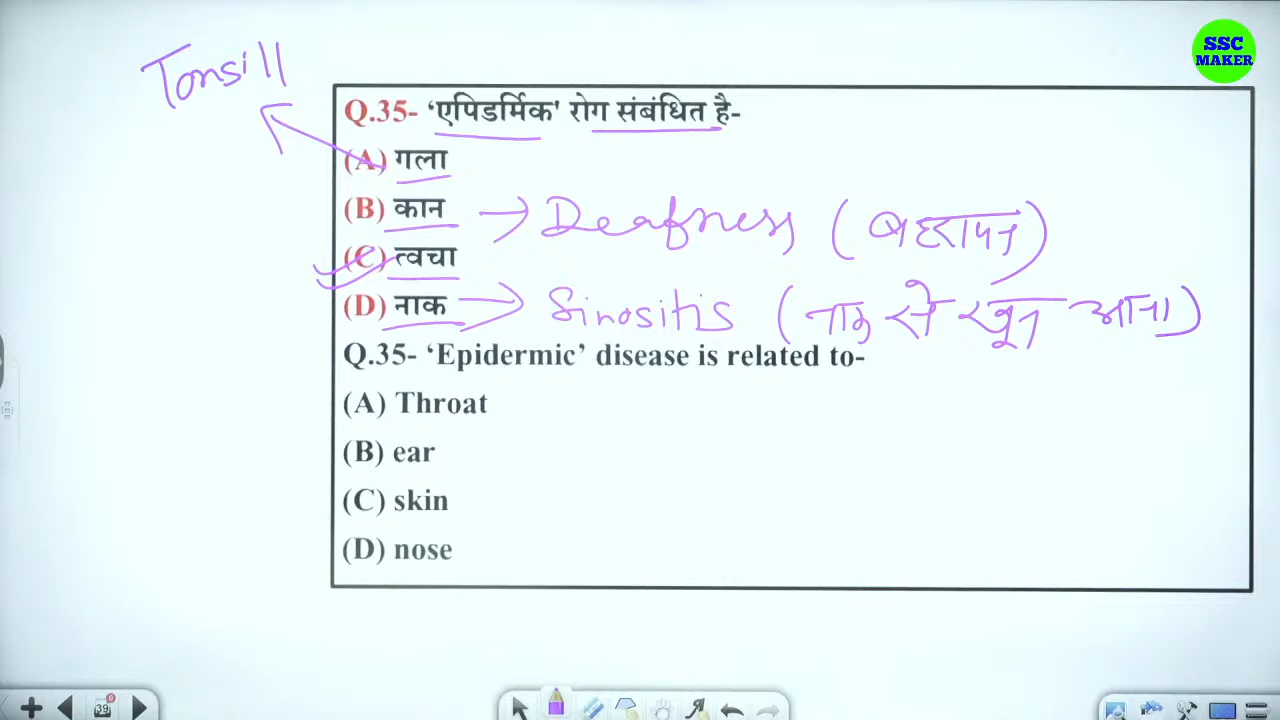 SSC
MAKER
Tonsill
Q.35- ‘एपिडर्मिक' रोग संबंधित है-
(A) गला
(B) कान → Deafness (बहरापन)
(C) त्वचा
(D) नाक → Sinositis (नाक से खून आना)
Q.35- ‘Epidermic’ disease is related to-
(A) Throat
(B) ear
(C) skin
(D) nose
39